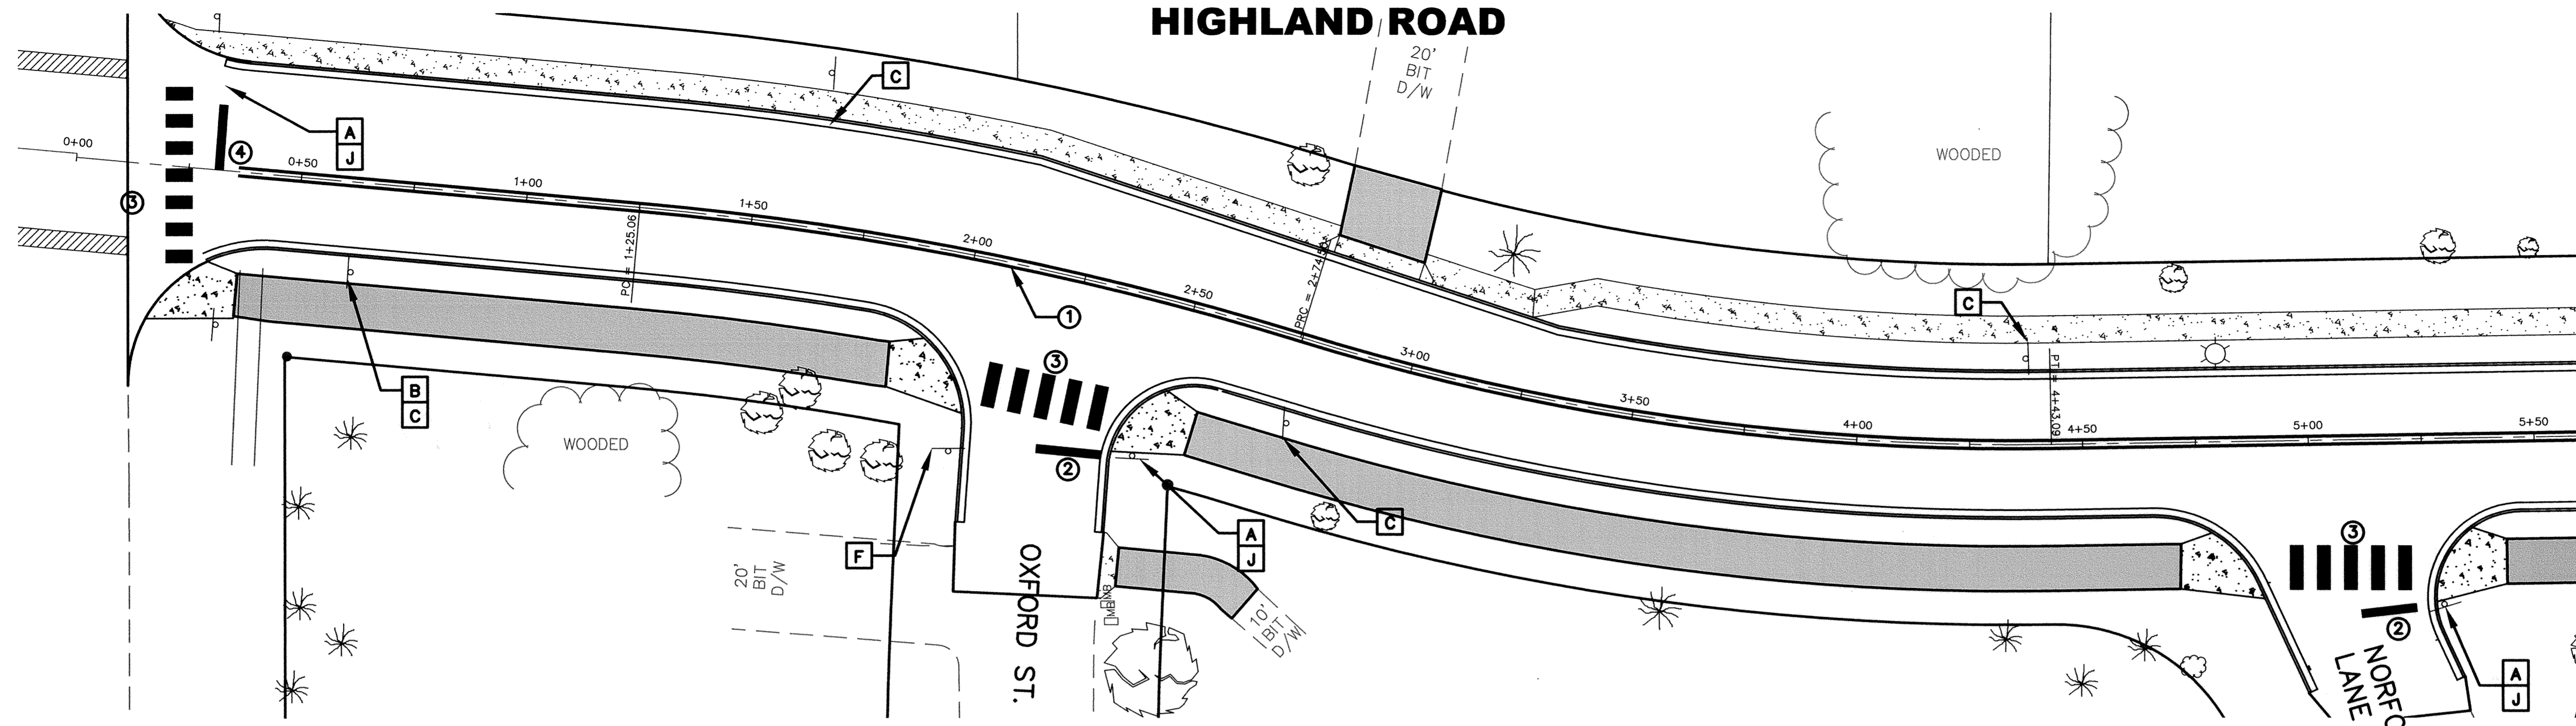 HIGHLAND ROAD
20'
BIT
D/W
C
A
J
0+00
4
0+50
1+00
3
1+50
WOODED
PC = 1+25.06
2+00
2+50
PRC = 2+74.
1
C
B
C
3
3+00
PT = 4+43.09
3+50
4+00
4+50
5+00
5+50
WOODED
2
F
A
J
C
3
20'
BIT
D/W
OXFORD ST.
MB
MB
10'
BIT
D/W
2
NORFO
LANE
A
J